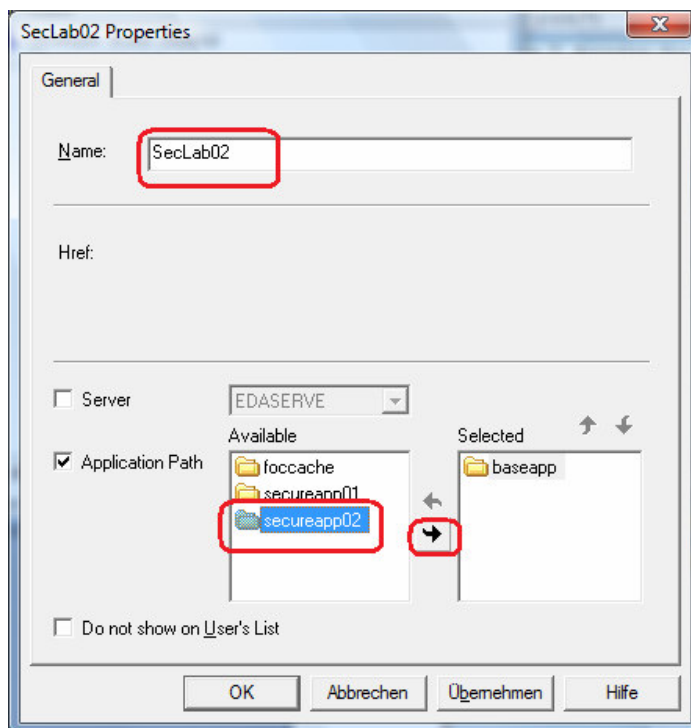 SecLab02 Properties
General
Name: SecLab02
Href:
Server EDASERVE
Available Selected
Application Path foccache baseapp
secureapp01
secureapp02
Do not show on User's List
OK Abbrechen Übernehmen Hilfe